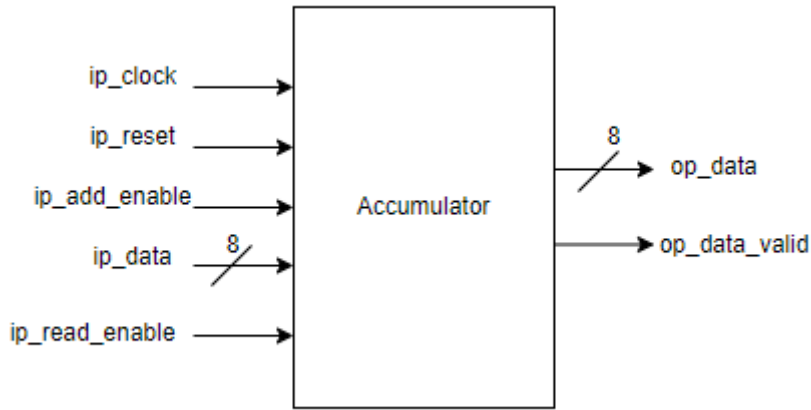 ip_clock
ip_reset
ip_add_enable
8
ip_data
ip_read_enable
Accumulator
8
op_data
op_data_valid